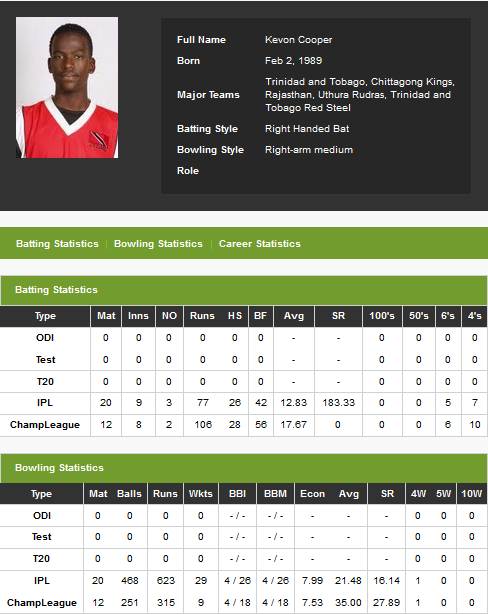 Full Name Kevon Cooper
Born Feb 2, 1989
Major Teams Trinidad and Tobago, Chittagong Kings,
Rajasthan, Uthura Rudras, Trinidad and
Tobago Red Steel
Batting Style Right Handed Bat
Bowling Style Right-arm medium
Role
Batting Statistics | Bowling Statistics | Career Statistics
Batting Statistics
Type Mat Inns NO Runs HS BF Avg SR 100's 50's 6's 4's
ODI 0 0 0 0 0 0 - - 0 0 0 0
Test 0 0 0 0 0 0 - - 0 0 0 0
T20 0 0 0 0 0 0 - - 0 0 0 0
IPL 20 9 3 77 26 42 12.83 183.33 0 0 5 7
ChampLeague 12 8 2 106 28 56 17.67 0 0 0 6 10
Bowling Statistics
Type Mat Balls Runs Wkts BBI BBM Econ Avg SR 4W 5W 10W
ODI 0 0 0 0 - / - - / - - - - 0 0 0
Test 0 0 0 0 - / - - / - - - - 0 0 0
T20 0 0 0 0 - / - - / - - - - 0 0 0
IPL 20 468 623 29 4 / 26 4 / 26 7.99 21.48 16.14 1 0 0
ChampLeague 12 251 315 9 4 / 18 4 / 18 7.53 35.00 27.89 1 0 0